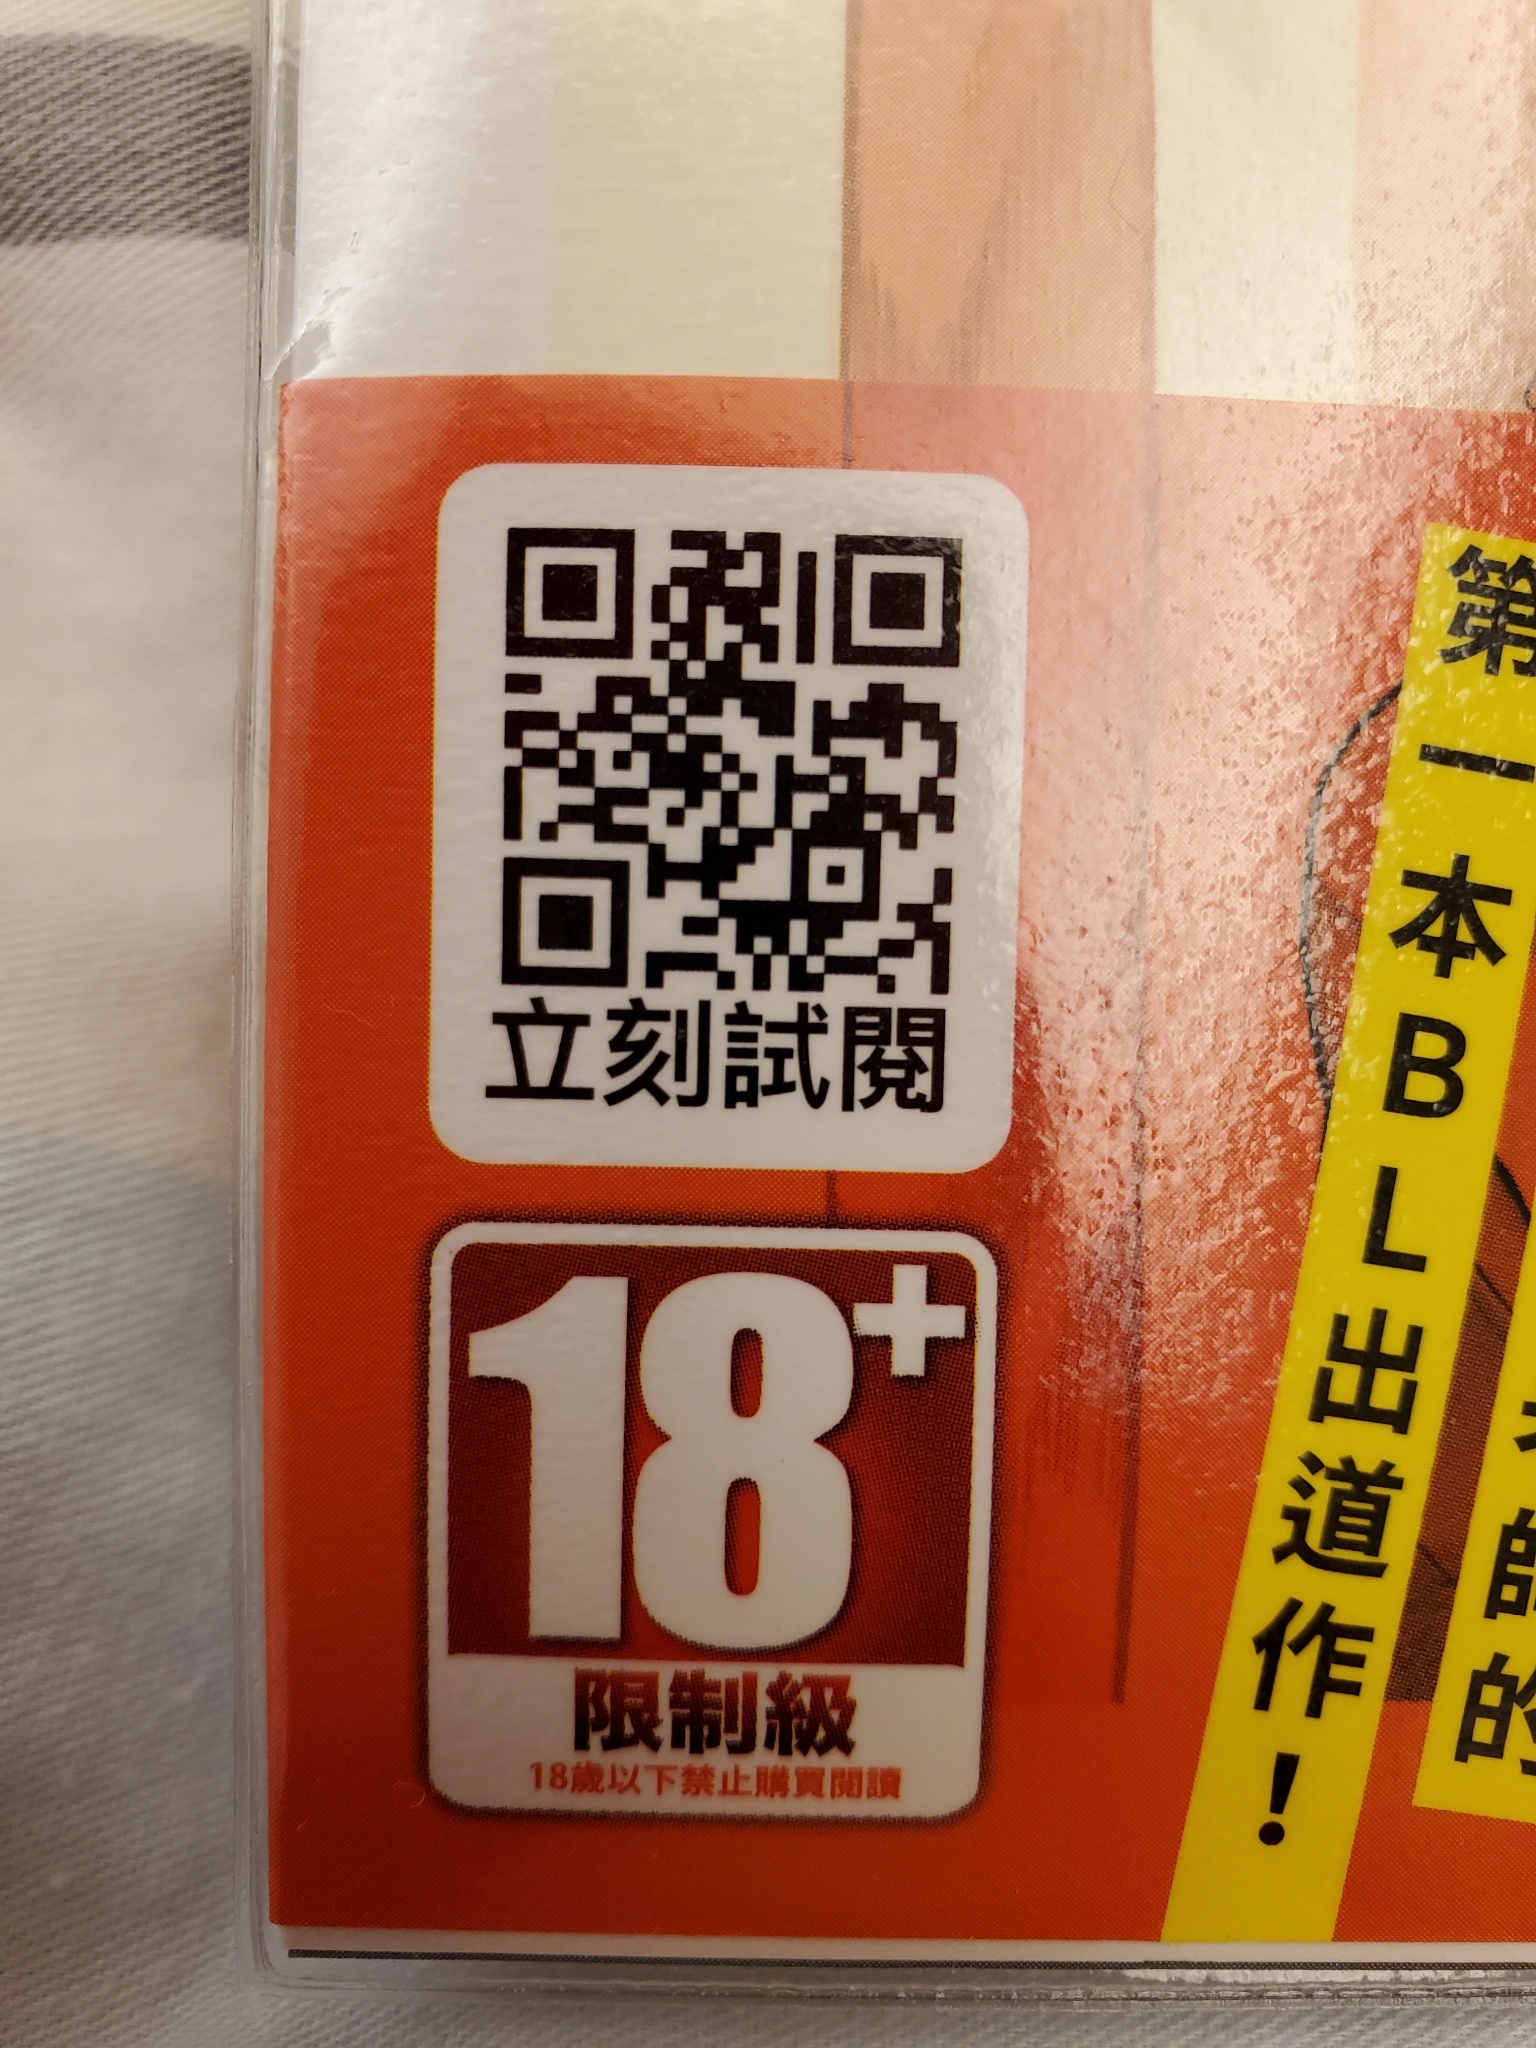 立刻試閱
18+
限制級
18歲以下禁止購買閱讀
第一本BL出道作！
師的